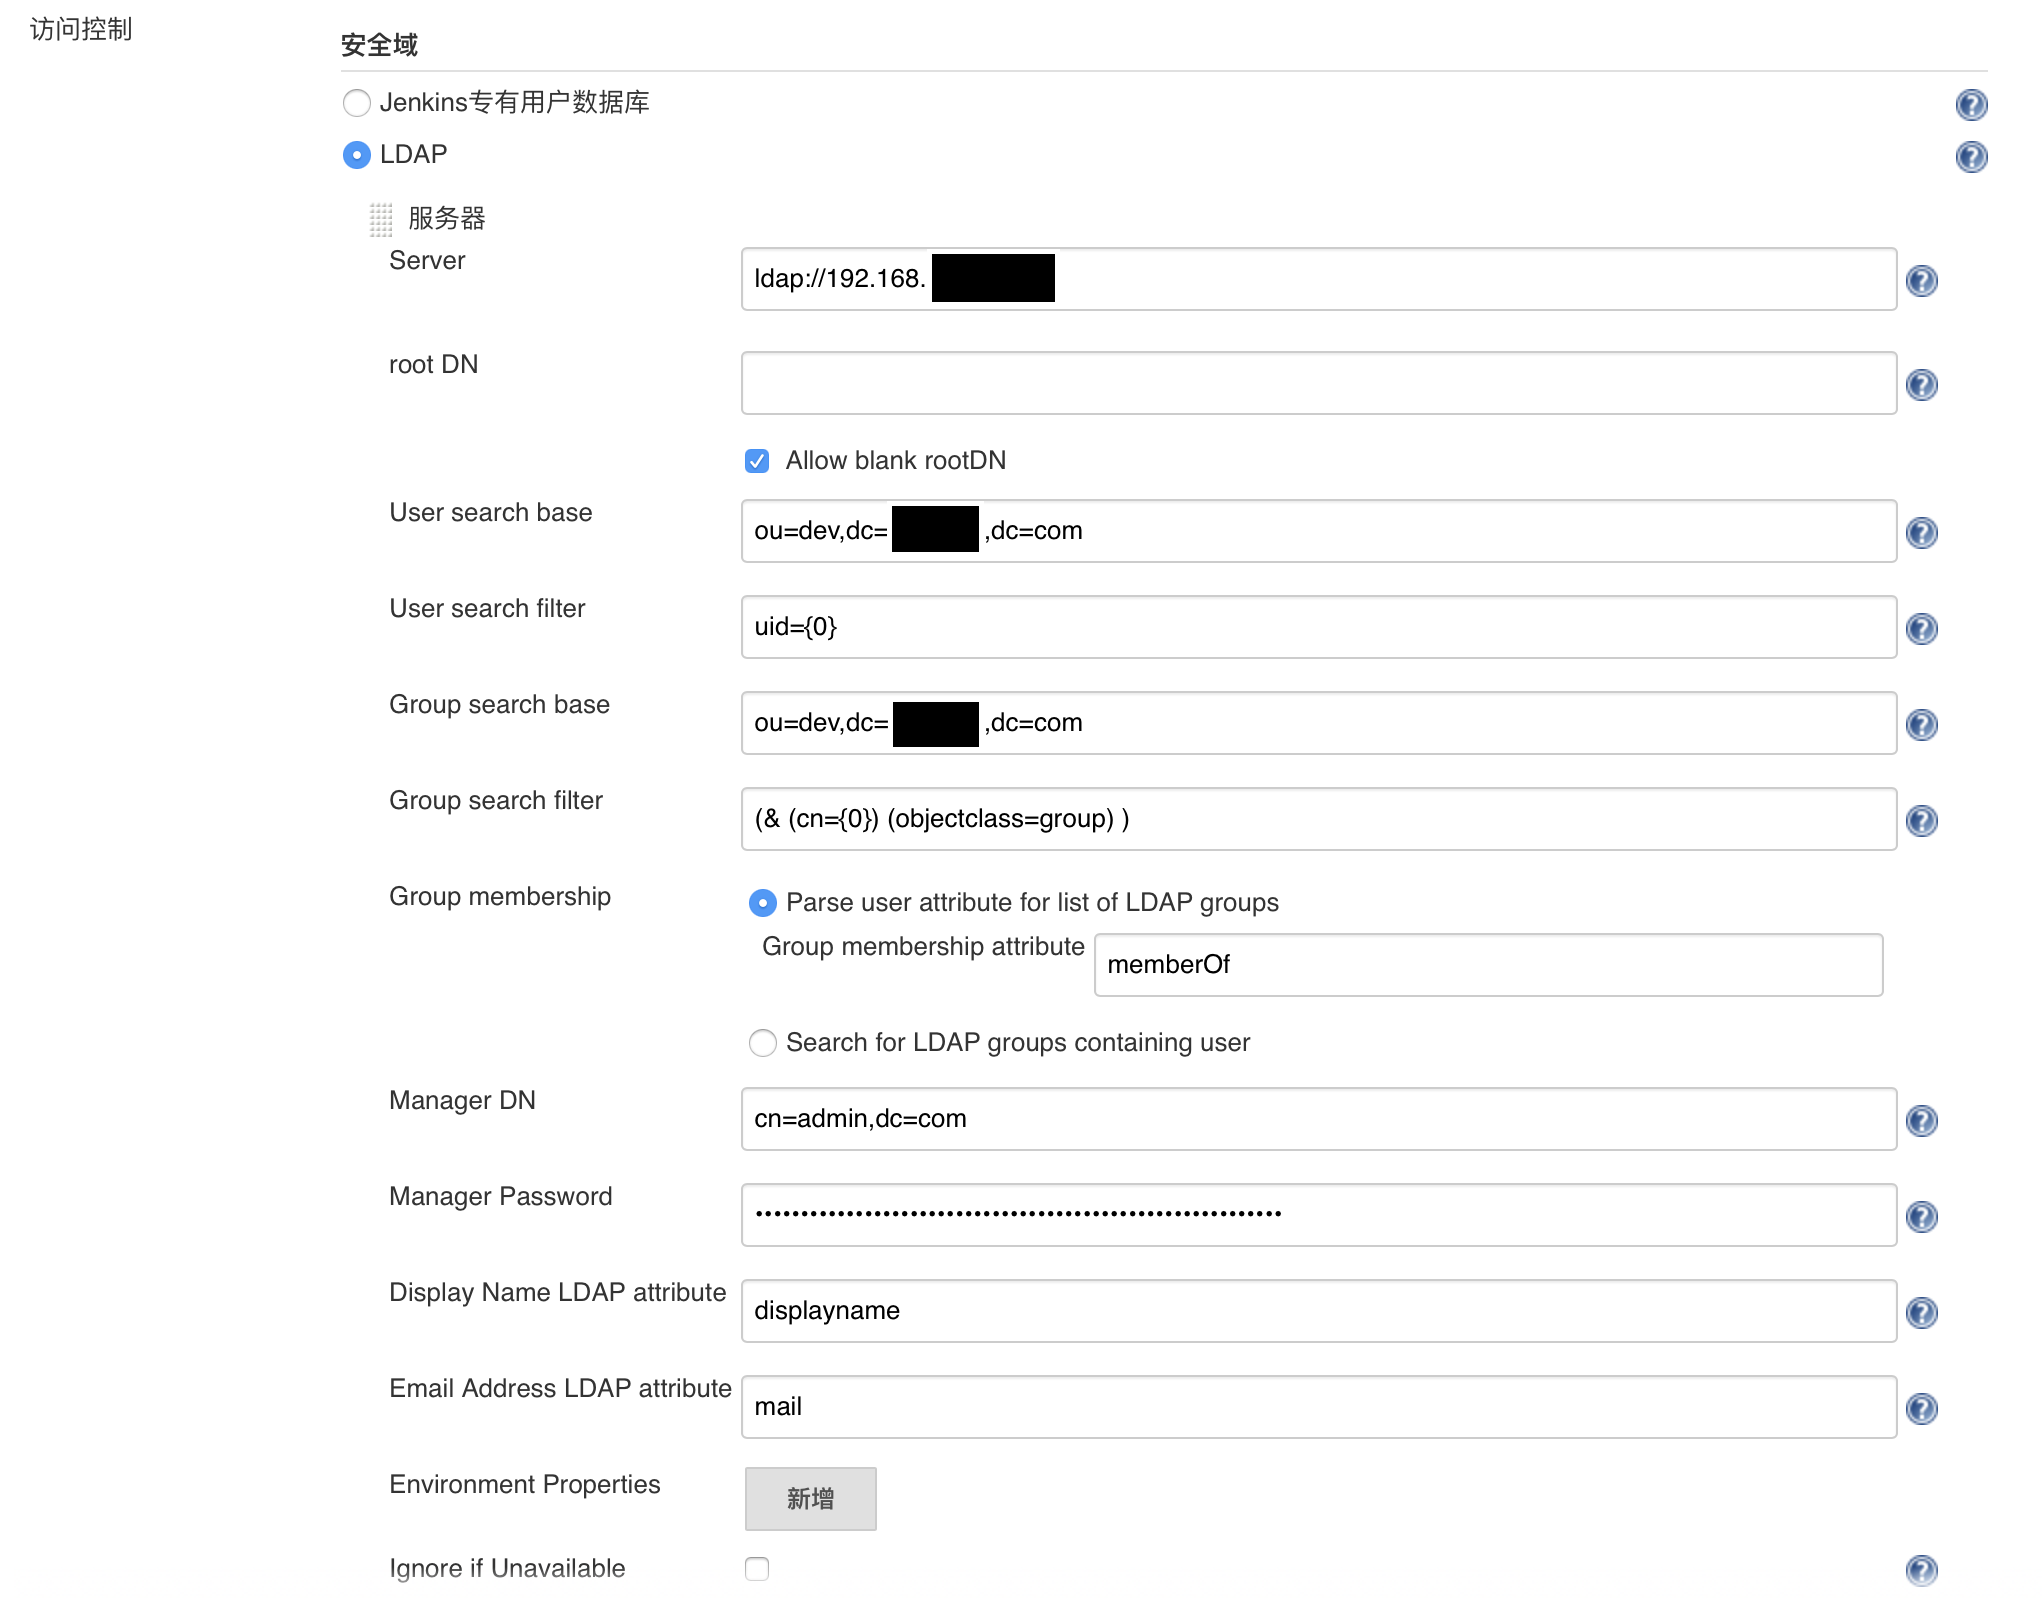 访问控制
安全域
Jenkins专有用户数据库
LDAP
服务器
Server
ldap://192.168.
root DN
Allow blank rootDN
User search base
ou=dev,dc= ,dc=com
User search filter
uid={0}
Group search base
ou=dev,dc= ,dc=com
Group search filter
(& (cn={0}) (objectclass=group) )
Group membership
Parse user attribute for list of LDAP groups
Group membership attribute
memberOf
Search for LDAP groups containing user
Manager DN
cn=admin,dc=com
Manager Password
Display Name LDAP attribute
displayname
Email Address LDAP attribute
mail
Environment Properties
新增
Ignore if Unavailable